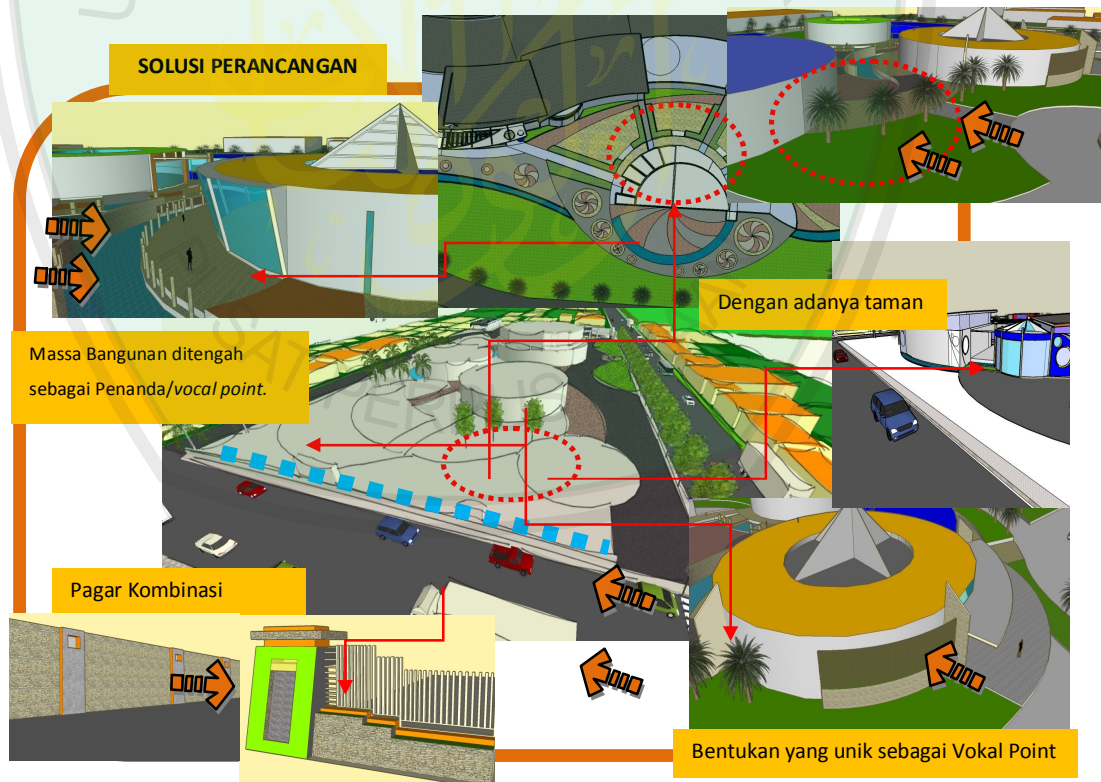 SOLUSI PERANCANGAN
Dengan adanya taman
Massa Bangunan ditengah
sebagai Penanda/vocal point.
Pagar Kombinasi
Bentukan yang unik sebagai Vokal Point